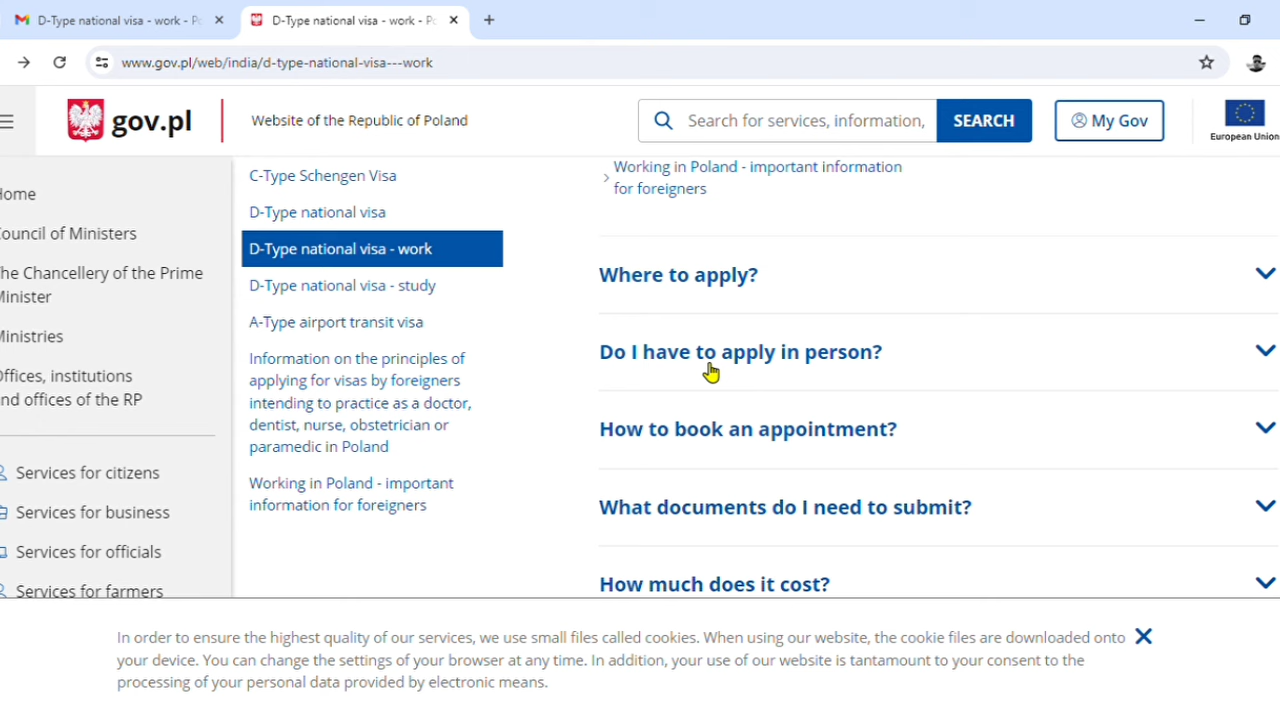 D-Type national visa - work - Po
D-Type national visa - work - Po
www.gov.pl/web/india/d-type-national-visa---work
gov.pl
Website of the Republic of Poland
Search for services, information,
SEARCH
My Gov
European Union
ome
ouncil of Ministers
he Chancellery of the Prime
inister
inistries
ffices, institutions
nd offices of the RP
Services for citizens
Services for business
Services for officials
Services for farmers
C-Type Schengen Visa
D-Type national visa
D-Type national visa - work
D-Type national visa - study
A-Type airport transit visa
Information on the principles of
applying for visas by foreigners
intending to practice as a doctor,
dentist, nurse, obstetrician or
paramedic in Poland
Working in Poland - important
information for foreigners
Working in Poland - important information
for foreigners
Where to apply?
Do I have to apply in person?
How to book an appointment?
What documents do I need to submit?
How much does it cost?
In order to ensure the highest quality of our services, we use small files called cookies. When using our website, the cookie files are downloaded onto
your device. You can change the settings of your browser at any time. In addition, your use of our website is tantamount to your consent to the
processing of your personal data provided by electronic means.